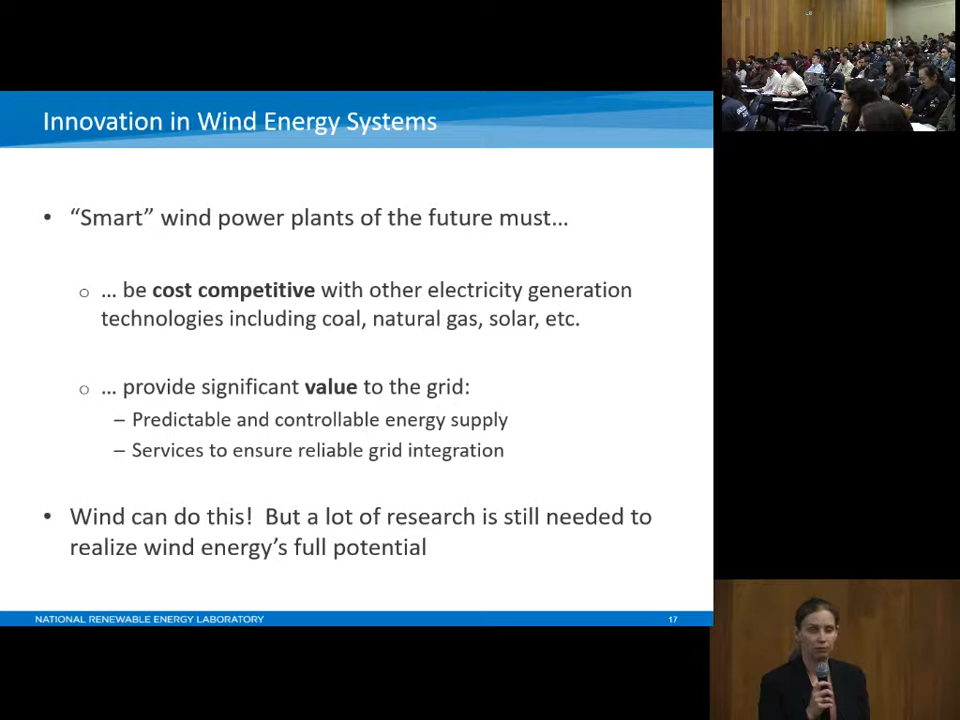 Innovation in Wind Energy Systems
• “Smart” wind power plants of the future must…
o … be cost competitive with other electricity generation
technologies including coal, natural gas, solar, etc.
o … provide significant value to the grid:
– Predictable and controllable energy supply
– Services to ensure reliable grid integration
• Wind can do this!  But a lot of research is still needed to
realize wind energy’s full potential
NATIONAL RENEWABLE ENERGY LABORATORY
17